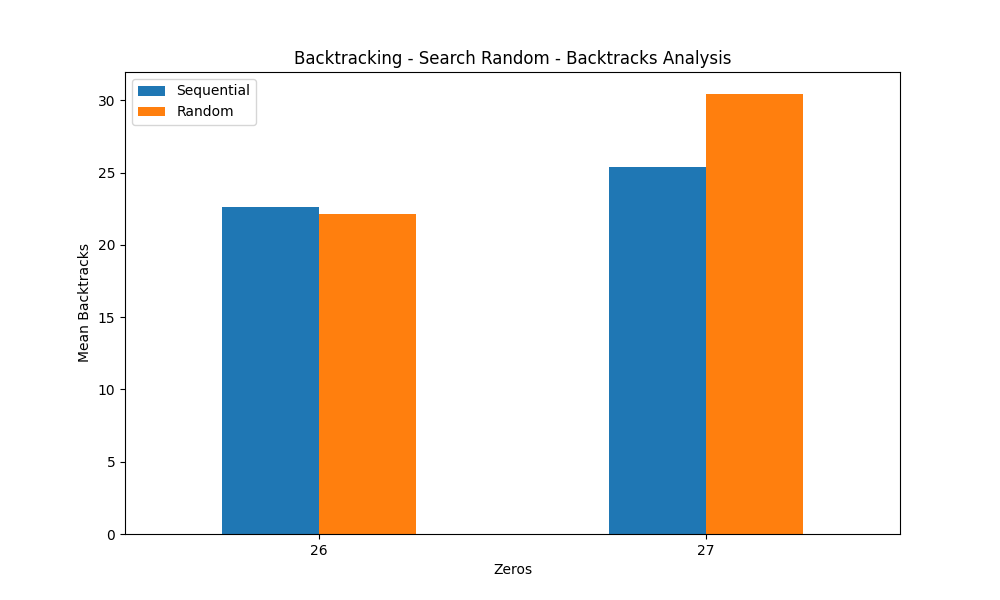 Backtracking - Search Random - Backtracks Analysis
Sequential
Random
Mean Backtracks
30
25
20
15
10
5
0
26
27
Zeros